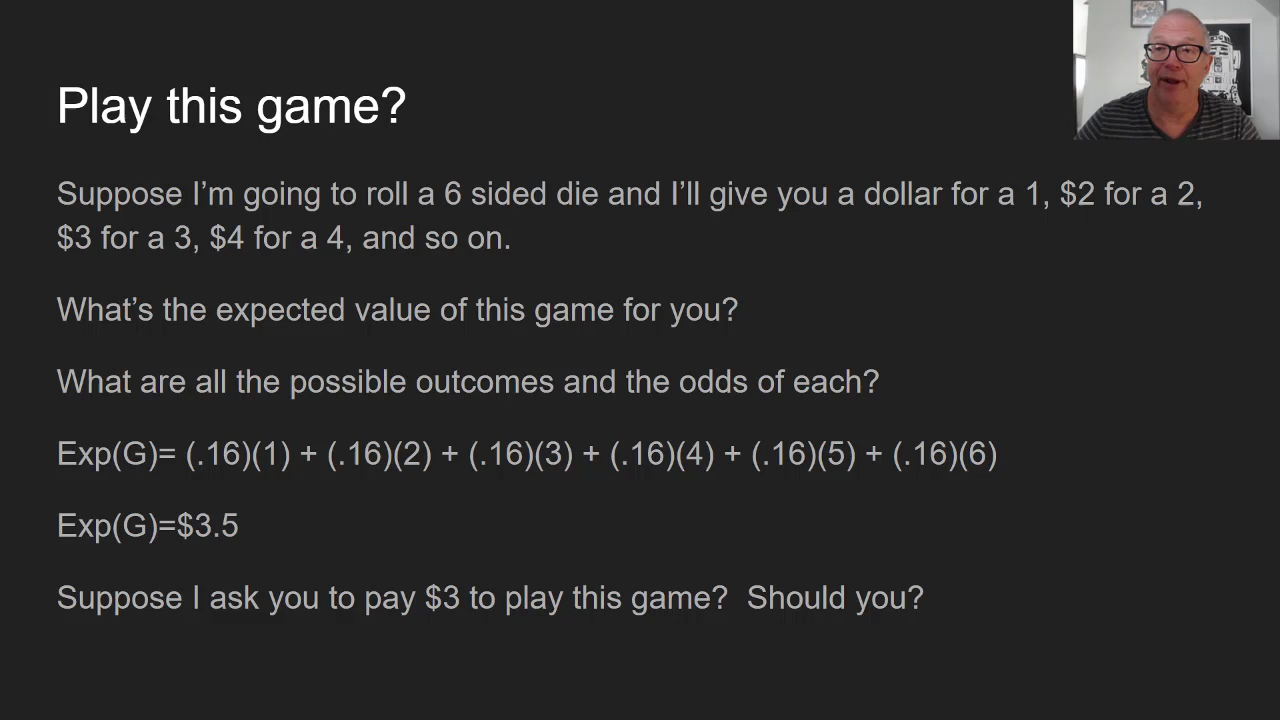 Play this game?
Suppose I’m going to roll a 6 sided die and I’ll give you a dollar for a 1, $2 for a 2,
$3 for a 3, $4 for a 4, and so on.
What’s the expected value of this game for you?
What are all the possible outcomes and the odds of each?
Exp(G)= (.16)(1) + (.16)(2) + (.16)(3) + (.16)(4) + (.16)(5) + (.16)(6)
Exp(G)=$3.5
Suppose I ask you to pay $3 to play this game?  Should you?